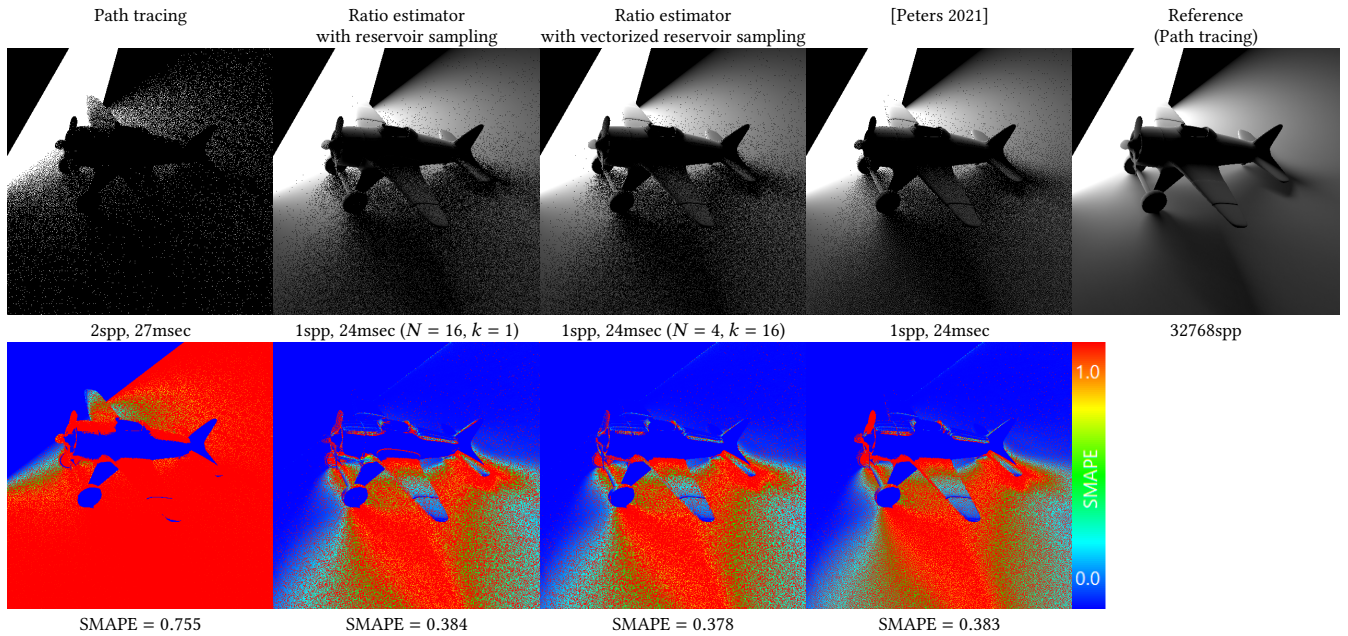 Path tracing
Ratio estimator
with reservoir sampling
Ratio estimator
with vectorized reservoir sampling
[Peters 2021]
Reference
(Path tracing)
2spp, 27msec
1spp, 24msec (N = 16, k = 1)
1spp, 24msec (N = 4, k = 16)
1spp, 24msec
32768spp
1.0
SMAPE
0.0
SMAPE = 0.755
SMAPE = 0.384
SMAPE = 0.378
SMAPE = 0.383